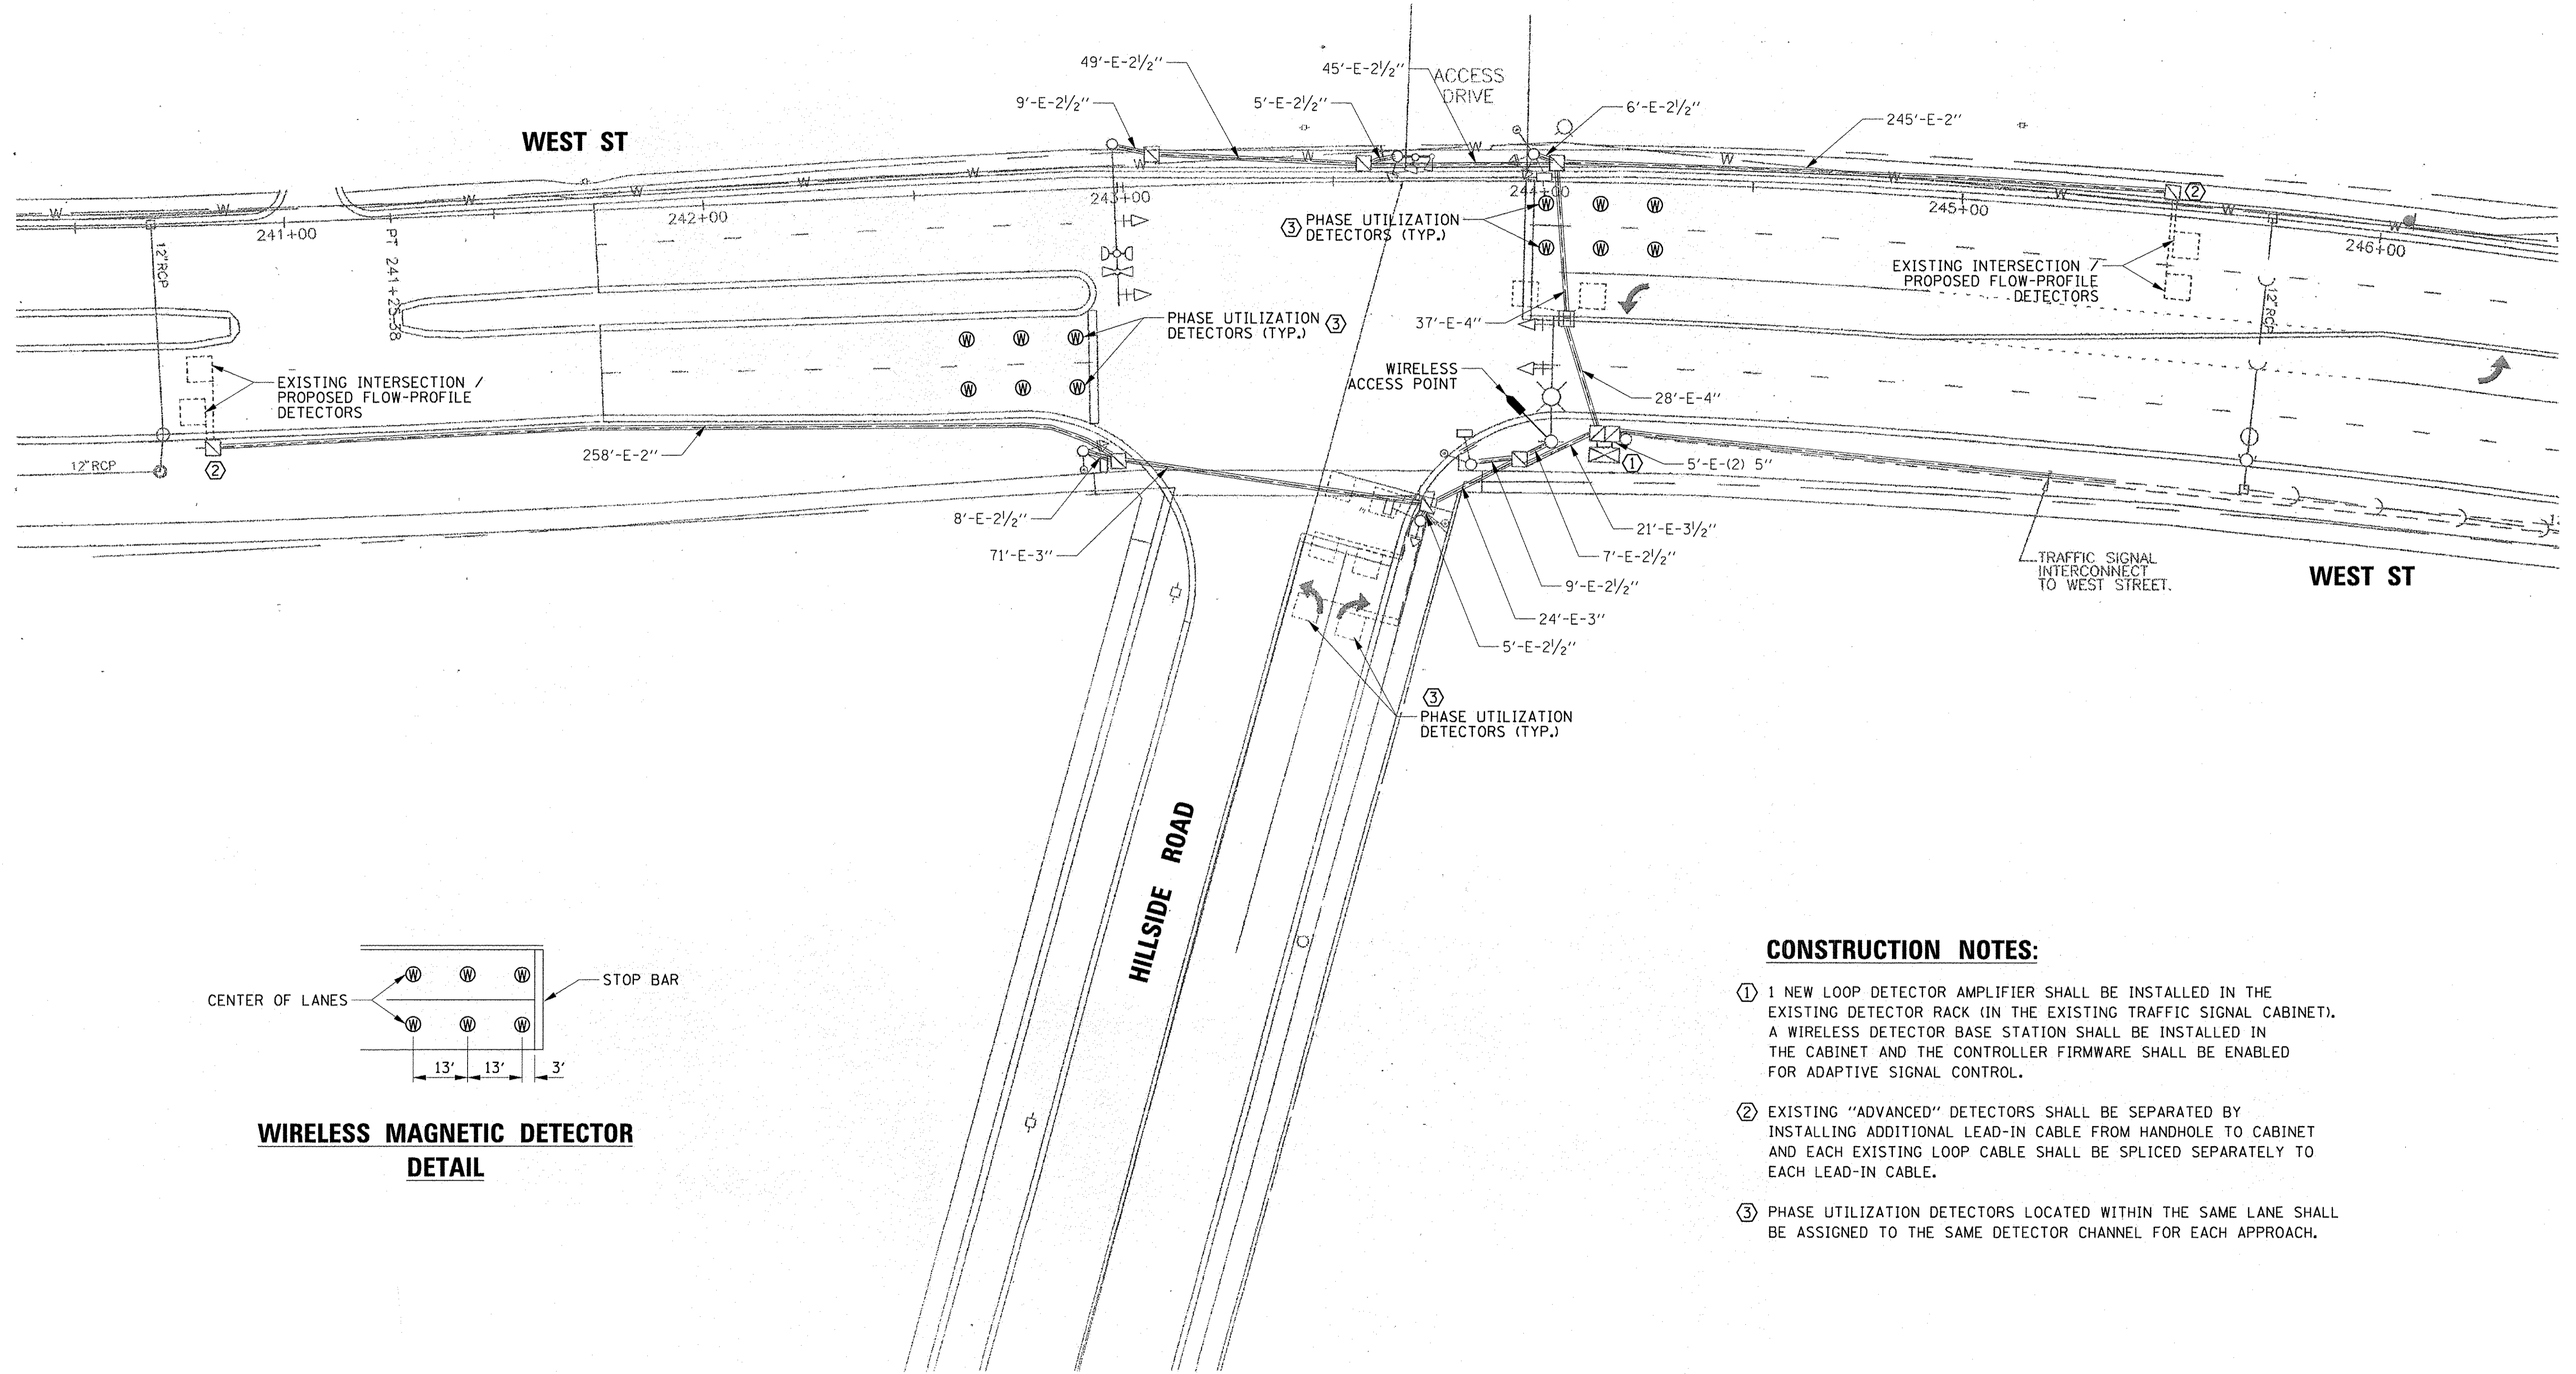 49'-E-2½"
45'-E-2½"
ACCESS
DRIVE
9'-E-2½"
5'-E-2½"
6'-E-2½"
245'-E-2"
WEST ST
W
W
W
W
W
W
W
W
W
W
W
W
W
W
241+00
242+00
243+00
244+00
245+00
246+00
12"RCP
PT 241+25.38
③ PHASE UTILIZATION
DETECTORS (TYP.)
W W W
W W W
EXISTING INTERSECTION /
PROPOSED FLOW-PROFILE
DETECTORS
2
12"RCP
PHASE UTILIZATION ③
DETECTORS (TYP.)
W W W
W W W
37'-E-4"
WIRELESS
ACCESS POINT
28'-E-4"
EXISTING INTERSECTION /
PROPOSED FLOW-PROFILE
DETECTORS
258'-E-2"
12"RCP
2
1
5'-E-(2) 5"
8'-E-2½"
71'-E-3"
21'-E-3½"
7'-E-2½"
9'-E-2½"
24'-E-3"
5'-E-2½"
TRAFFIC SIGNAL
INTERCONNECT
TO WEST STREET.
WEST ST
3
PHASE UTILIZATION
DETECTORS (TYP.)
HILLSIDE ROAD
W W W
CENTER OF LANES
STOP BAR
W W W
13' 13' 3'
WIRELESS MAGNETIC DETECTOR
DETAIL
CONSTRUCTION NOTES:
① 1 NEW LOOP DETECTOR AMPLIFIER SHALL BE INSTALLED IN THE
EXISTING DETECTOR RACK (IN THE EXISTING TRAFFIC SIGNAL CABINET).
A WIRELESS DETECTOR BASE STATION SHALL BE INSTALLED IN
THE CABINET AND THE CONTROLLER FIRMWARE SHALL BE ENABLED
FOR ADAPTIVE SIGNAL CONTROL.
② EXISTING "ADVANCED" DETECTORS SHALL BE SEPARATED BY
INSTALLING ADDITIONAL LEAD-IN CABLE FROM HANDHOLE TO CABINET
AND EACH EXISTING LOOP CABLE SHALL BE SPLICED SEPARATELY TO
EACH LEAD-IN CABLE.
③ PHASE UTILIZATION DETECTORS LOCATED WITHIN THE SAME LANE SHALL
BE ASSIGNED TO THE SAME DETECTOR CHANNEL FOR EACH APPROACH.